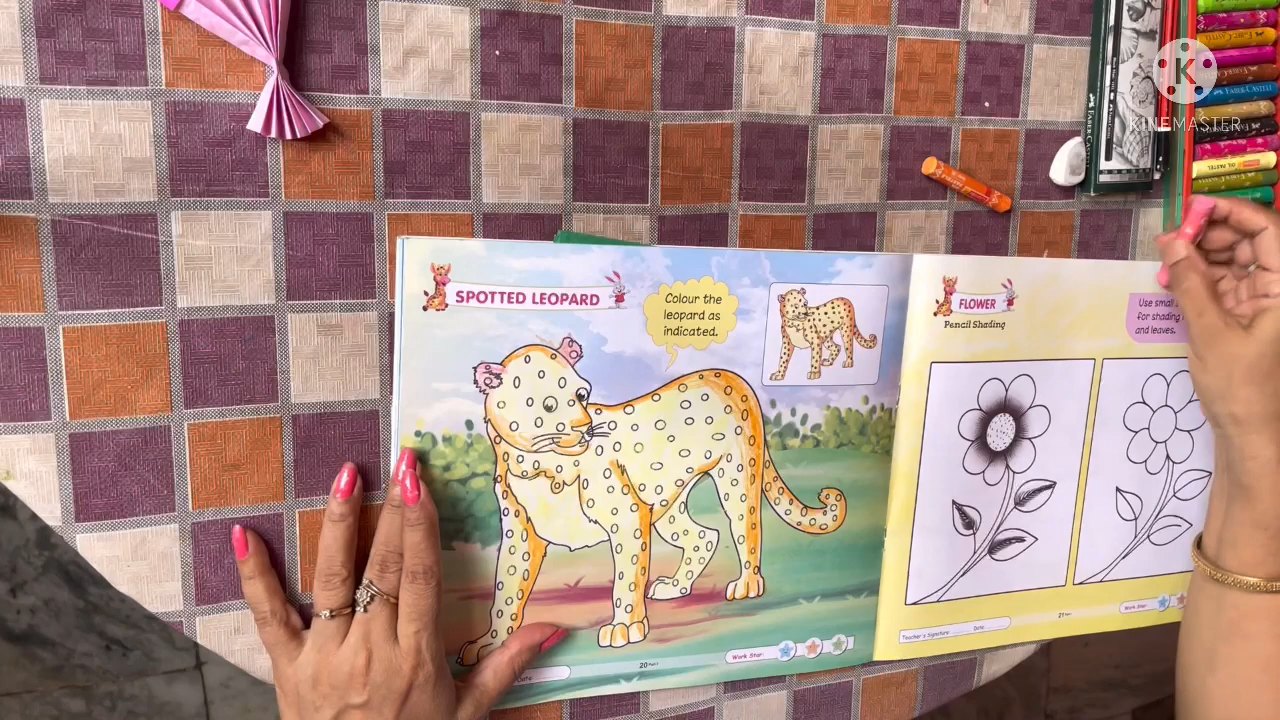 SPOTTED LEOPARD
Colour the
leopard as
indicated.
FLOWER
Pencil Shading
Use small
for shading
and leaves.
Date
20
Work Star
Teacher's Signature: Date:
21
Work Star
KINEMASTER
FABER-CASTELL
OIL PASTEL